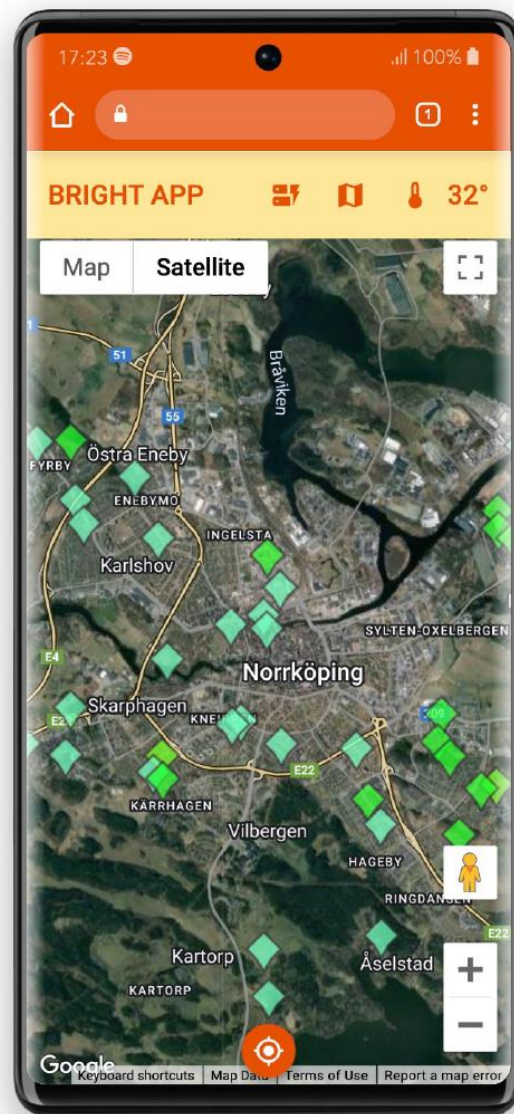 17:23
100%
1
BRIGHT APP
32°
Map
Satellite
51
Bråviken
55
FYRBY
Östra Eneby
ENEBYMO
INGELSTA
Karlshov
SYLTEN-OXELBERGEN
E4
Norrköping
Skarphagen
E22
KÄRRHAGEN
Vilbergen
HAGEBY
RINGDANSEN
E22
Kartorp
Åselstad
KARTORP
+
−
Google
Keyboard shortcuts
Map Data
Terms of Use
Report a map error